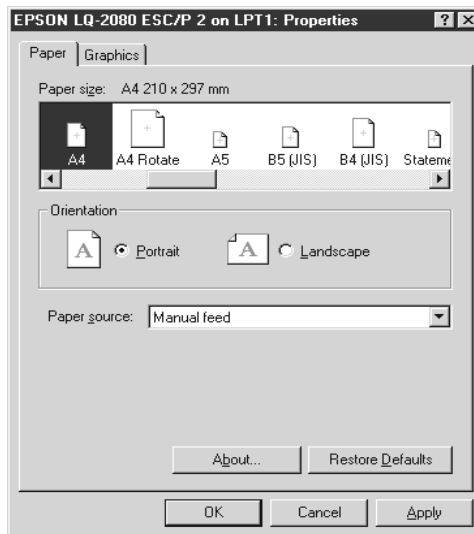 EPSON LQ-2080 ESC/P 2 on LPT1: Properties
Paper Graphics
Paper size: A4 210 x 297 mm
A4 A4 Rotate A5 B5 (JIS) B4 (JIS) Stateme
Orientation
A Portrait A Landscape
Paper source: Manual feed
About... Restore Defaults
OK Cancel Apply